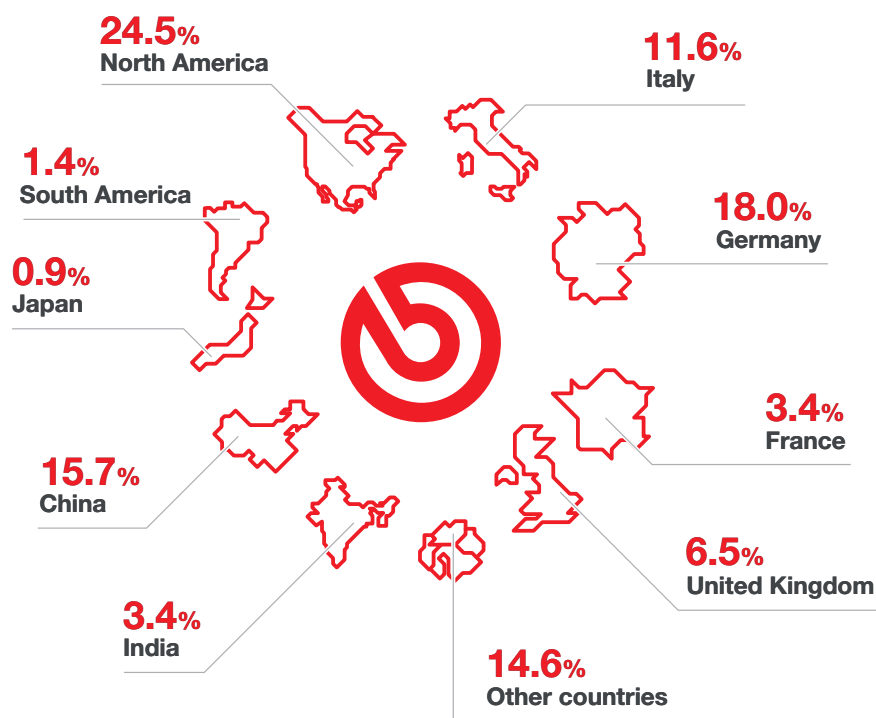 24.5%
North America
11.6%
Italy
1.4%
South America
18.0%
Germany
0.9%
Japan
3.4%
France
15.7%
China
6.5%
United Kingdom
3.4%
India
14.6%
Other countries